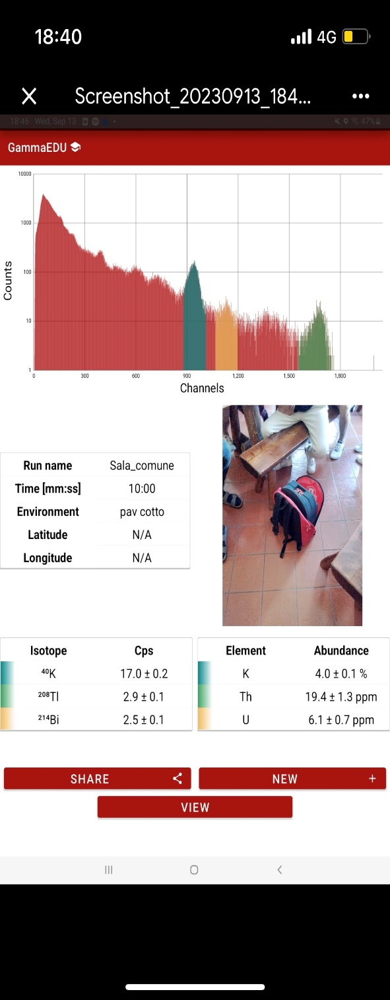 18:40
4G
Screenshot_20230913_184...
18:46 Wed, Sep 13
47%
GammaEDU
10000
1000
100
10
1
Counts
0 300 600 900 1,200 1,500 1,800
Channels
Run name Sala_comune
Time [mm:ss] 10:00
Environment pav cotto
Latitude N/A
Longitude N/A
Isotope Cps
⁴⁰K 17.0 ± 0.2
²⁰⁸Tl 2.9 ± 0.1
²¹⁴Bi 2.5 ± 0.1
Element Abundance
K 4.0 ± 0.1 %
Th 19.4 ± 1.3 ppm
U 6.1 ± 0.7 ppm
SHARE
NEW +
VIEW